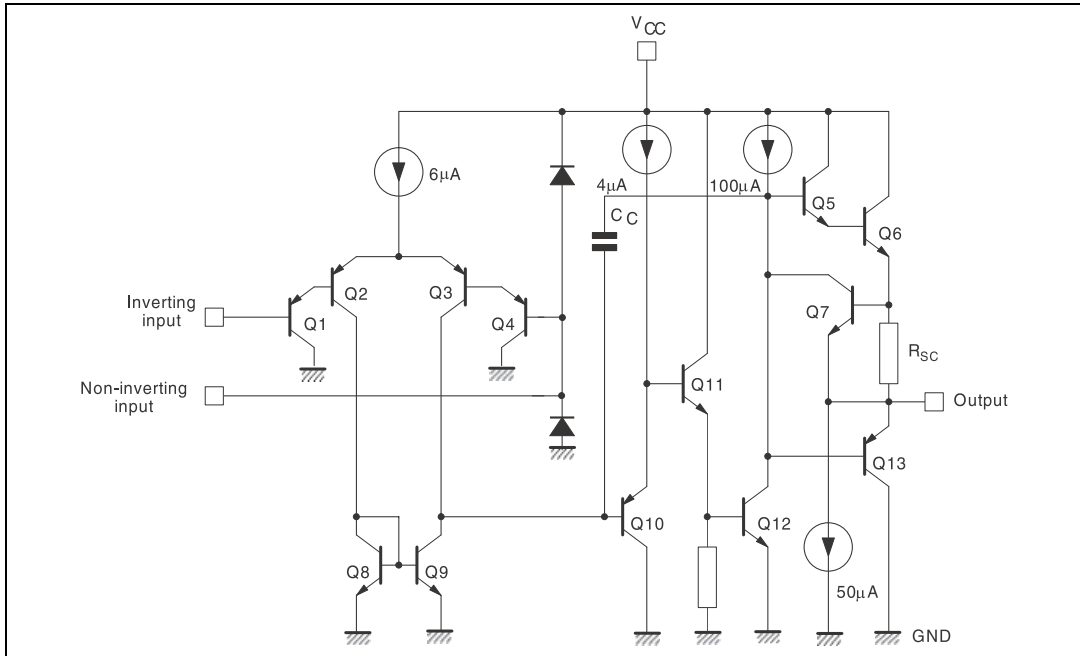 VCC
6µA
4µA
100µA
CC
Q5
Q6
Q2
Q3
Inverting
input
Q1
Q4
Q7
RSC
Non-inverting
input
Q11
Output
Q13
Q10
Q12
Q8
Q9
50µA
GND